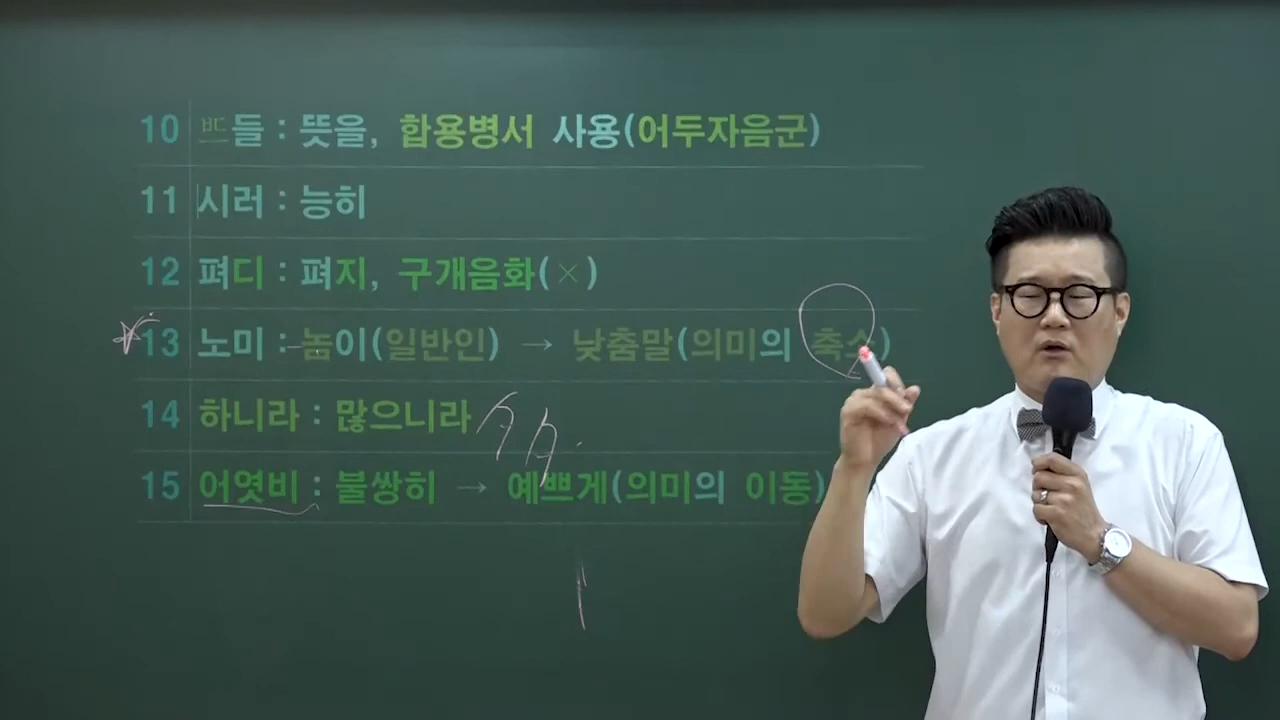 10 ᄠᅳ들 : 뜻을, 합용병서 사용(어두자음군)
11 시러 : 능히
12 펴디 : 펴지, 구개음화(×)
13 노미 : 놈이(일반인) → 낮춤말(의미의 축소)
14 하니라 : 많으니라
15 어엿비 : 불쌍히 → 예쁘게(의미의 이동)